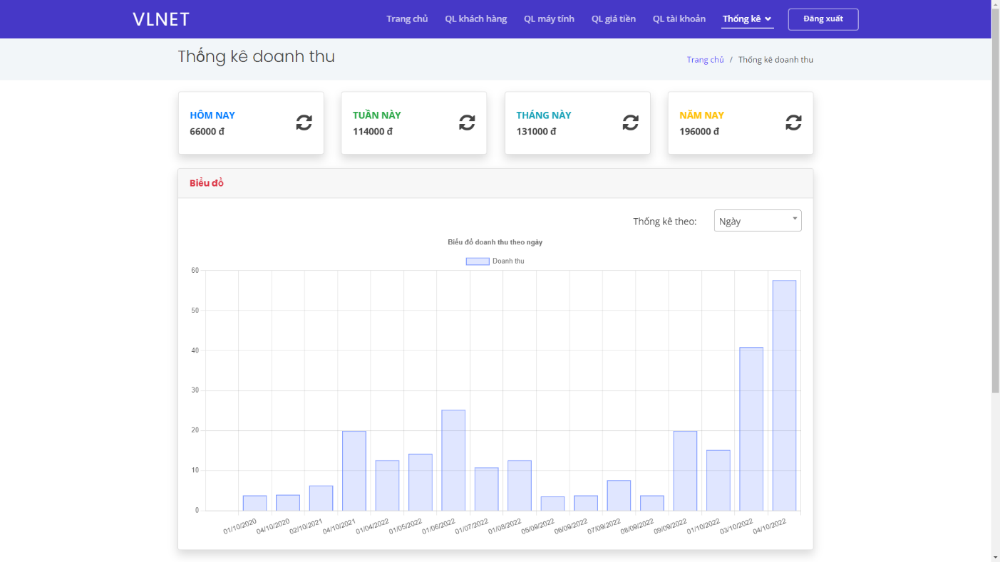 VLNET
Trang chủ QL khách hàng QL máy tính QL giá tiền QL tài khoản Thống kê Đăng xuất
Thống kê doanh thu
Trang chủ / Thống kê doanh thu
HÔM NAY
66000 đ
TUẦN NÀY
114000 đ
THÁNG NÀY
131000 đ
NĂM NAY
196000 đ
Biểu đồ
Thống kê theo: Ngày
Biểu đồ doanh thu theo ngày
Doanh thu
60
50
40
30
20
10
0
01/10/2020 04/10/2020 02/10/2021 04/10/2021 01/04/2022 01/05/2022 01/06/2022 01/07/2022 01/08/2022 05/09/2022 06/09/2022 07/09/2022 08/09/2022 09/09/2022 01/10/2022 03/10/2022 04/10/2022